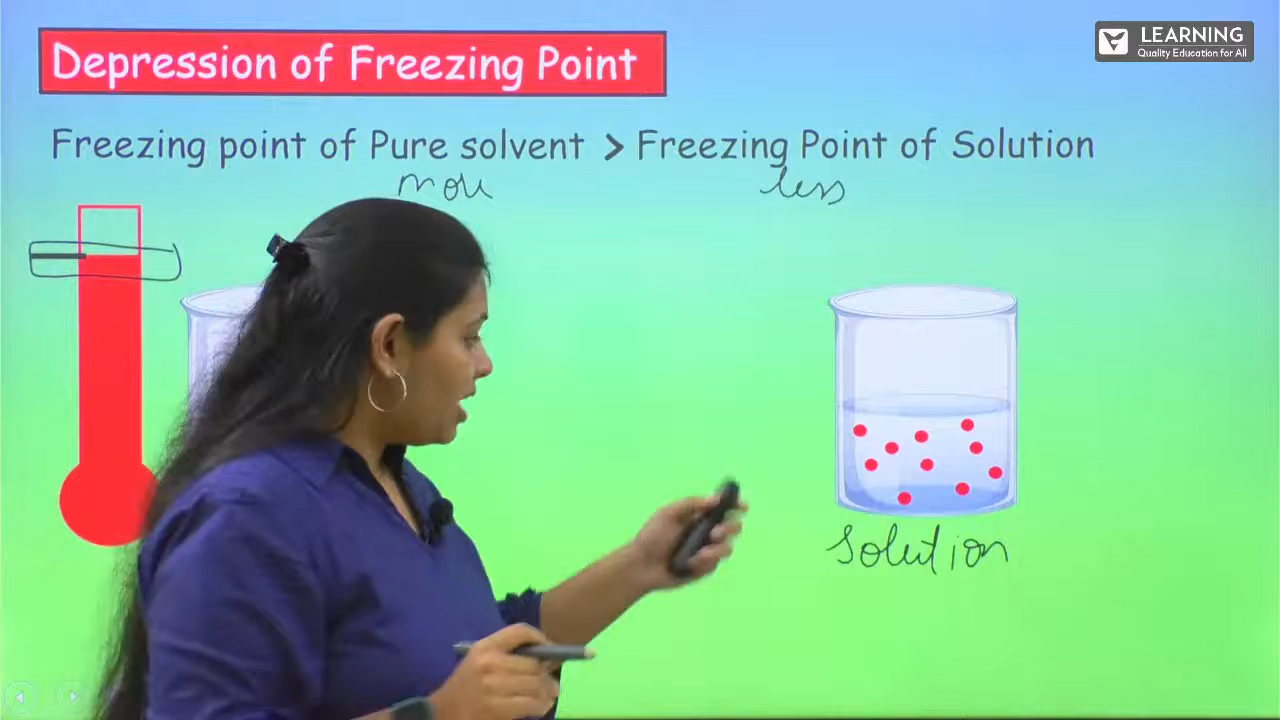 LEARNING
Quality Education for All
Depression of Freezing Point
Freezing point of Pure solvent > Freezing Point of Solution
more less
Solution